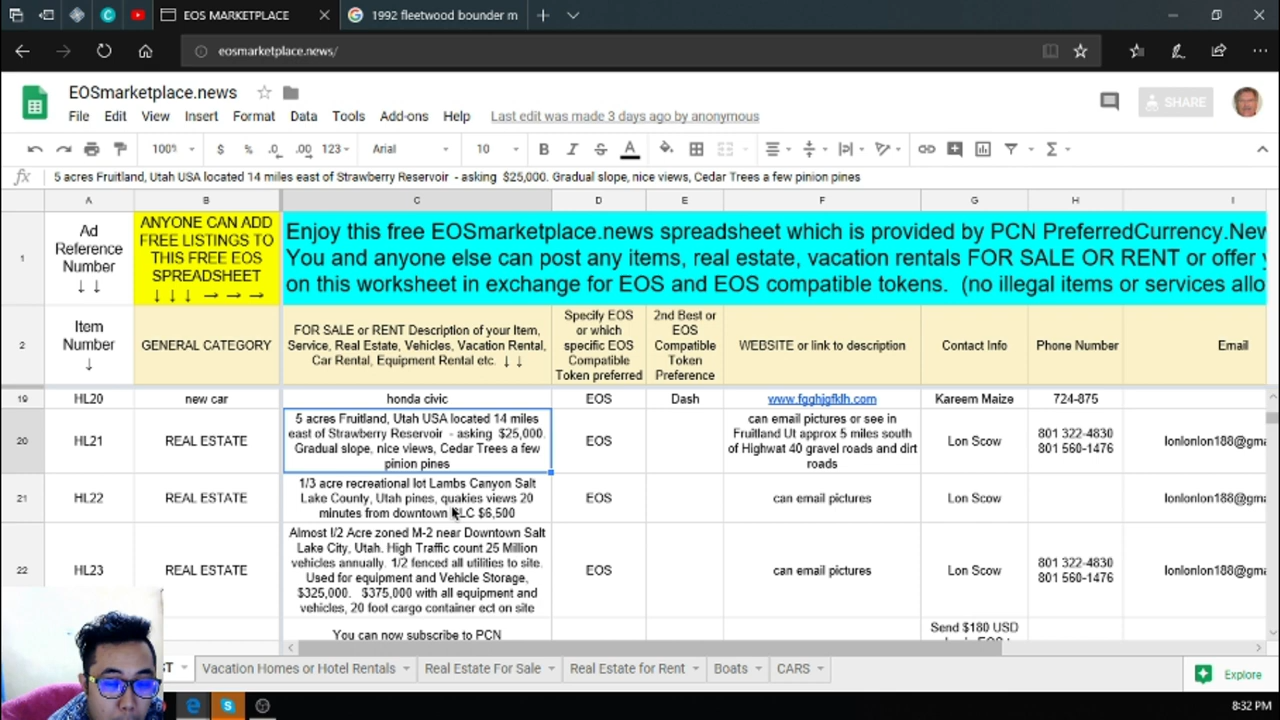 EOS MARKETPLACE
1992 fleetwood bounder m
eosmarketplace.news/
EOSmarketplace.news
File Edit View Insert Format Data Tools Add-ons Help Last edit was made 3 days ago by anonymous
SHARE
100% $ % .0 .00 123 Arial 10 B I S A
fx 5 acres Fruitland, Utah USA located 14 miles east of Strawberry Reservoir - asking $25,000. Gradual slope, nice views, Cedar Trees a few pinion pines
A B C D E F G H I
1
Ad
Reference
Number
↓ ↓
ANYONE CAN ADD
FREE LISTINGS TO
THIS FREE EOS
SPREADSHEET
↓ ↓ ↓ → → →
Enjoy this free EOSmarketplace.news spreadsheet which is provided by PCN PreferredCurrency.New
You and anyone else can post any items, real estate, vacation rentals FOR SALE OR RENT or offer y
on this worksheet in exchange for EOS and EOS compatible tokens. (no illegal items or services allo
2
Item
Number
↓
GENERAL CATEGORY
FOR SALE or RENT Description of your Item,
Service, Real Estate, Vehicles, Vacation Rental,
Car Rental, Equipment Rental etc. ↓ ↓
Specify EOS
or which
specific EOS
Compatible
Token preferred
2nd Best or
EOS
Compatible
Token
Preference
WEBSITE or link to description
Contact Info
Phone Number
Email
19 HL20 new car honda civic EOS Dash www.fgghjgfklh.com Kareem Maize 724-875
20 HL21 REAL ESTATE
5 acres Fruitland, Utah USA located 14 miles
east of Strawberry Reservoir - asking $25,000.
Gradual slope, nice views, Cedar Trees a few
pinion pines
EOS
can email pictures or see in
Fruitland Ut approx 5 miles south
of Highwat 40 gravel roads and dirt
roads
Lon Scow
801 322-4830
801 560-1476
lonlonlon188@gma
21 HL22 REAL ESTATE
1/3 acre recreational lot Lambs Canyon Salt
Lake County, Utah pines, quakies views 20
minutes from downtown SLC $6,500
EOS
can email pictures
Lon Scow
lonlonlon188@gma
22 HL23 REAL ESTATE
Almost I/2 Acre zoned M-2 near Downtown Salt
Lake City, Utah. High Traffic count 25 Million
vehicles annually. 1/2 fenced all utilities to site.
Used for equipment and Vehicle Storage,
$325,000. $375,000 with all equipment and
vehicles, 20 foot cargo container ect on site
EOS
can email pictures
Lon Scow
801 322-4830
801 560-1476
lonlonlon188@gma
You can now subscribe to PCN
Send $180 USD
Vacation Homes or Hotel Rentals Real Estate For Sale Real Estate for Rent Boats CARS
Explore
8:32 PM